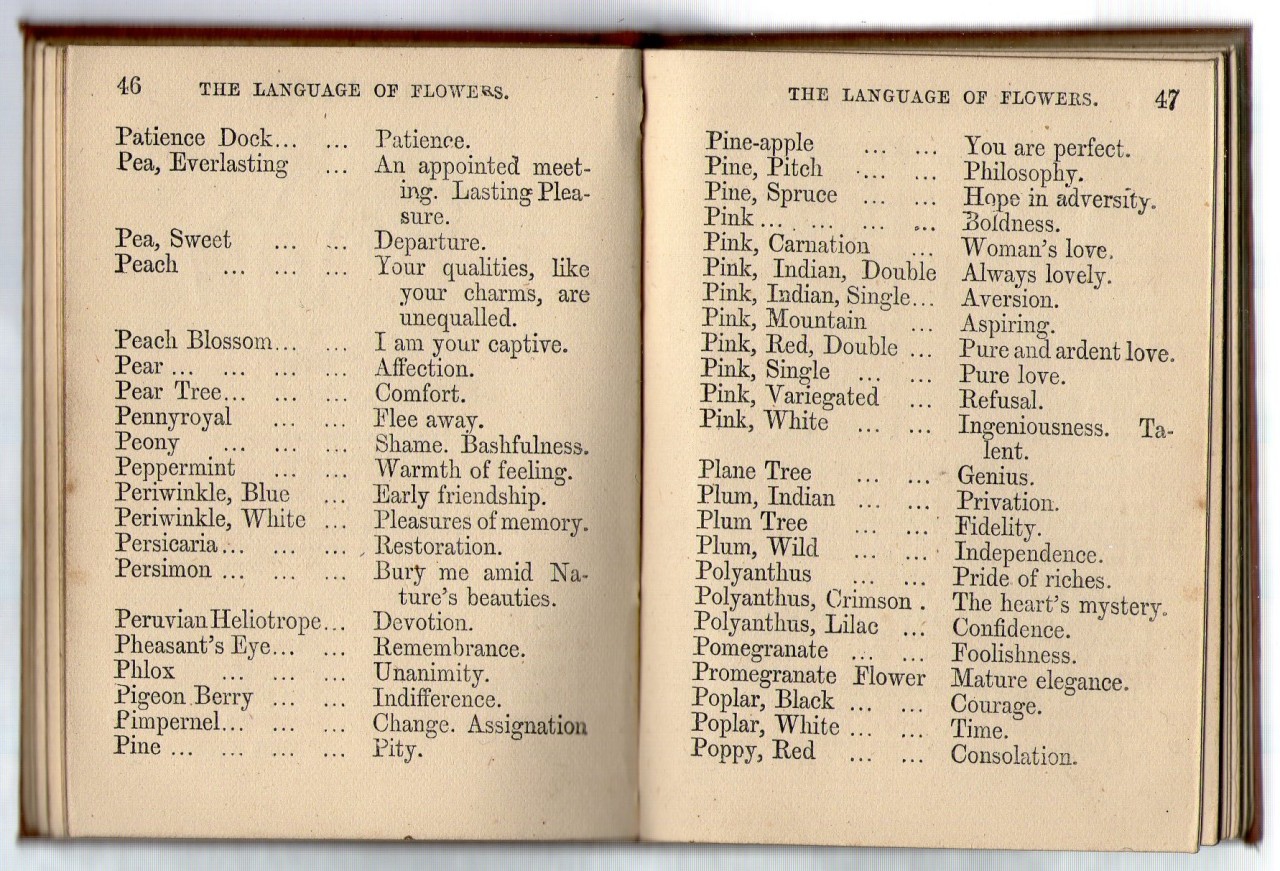 46 THE LANGUAGE OF FLOWERS.
Patience Dock... ... Patience.
Pea, Everlasting ... An appointed meet-
ing. Lasting Plea-
sure.
Pea, Sweet ... ... Departure.
Peach ... ... ... Your qualities, like
your charms, are
unequalled.
Peach Blossom... ... I am your captive.
Pear ... ... ... ... Affection.
Pear Tree... ... ... Comfort.
Pennyroyal ... ... Flee away.
Peony ... ... ... Shame. Bashfulness.
Peppermint ... ... Warmth of feeling.
Periwinkle, Blue ... Early friendship.
Periwinkle, White ... Pleasures of memory.
Persicaria... ... ... Restoration.
Persimon ... ... ... Bury me amid Na-
ture's beauties.
Peruvian Heliotrope... Devotion.
Pheasant's Eye... ... Remembrance.
Phlox ... ... ... Unanimity.
Pigeon Berry ... ... Indifference.
Pimpernel... ... ... Change. Assignation
Pine ... ... ... ... Pity.
THE LANGUAGE OF FLOWERS. 47
Pine-apple ... ... You are perfect.
Pine, Pitch ... ... Philosophy.
Pine, Spruce ... ... Hope in adversity.
Pink ... ... ... ... Boldness.
Pink, Carnation ... Woman's love.
Pink, Indian, Double Always lovely.
Pink, Indian, Single... Aversion.
Pink, Mountain ... Aspiring.
Pink, Red, Double ... Pure and ardent love.
Pink, Single ... ... Pure love.
Pink, Variegated ... Refusal.
Pink, White ... ... Ingeniousness. Ta-
lent.
Plane Tree ... ... Genius.
Plum, Indian ... ... Privation.
Plum Tree ... ... Fidelity.
Plum, Wild ... ... Independence.
Polyanthus ... ... Pride of riches.
Polyanthus, Crimson . The heart's mystery.
Polyanthus, Lilac ... Confidence.
Pomegranate ... ... Foolishness.
Promegranate Flower Mature elegance.
Poplar, Black ... ... Courage.
Poplar, White ... ... Time.
Poppy, Red ... ... Consolation.